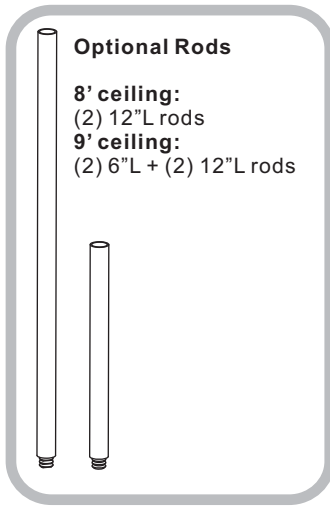 Optional Rods
8’ ceiling:
(2) 12”L rods
9’ ceiling:
(2) 6”L + (2) 12”L rods